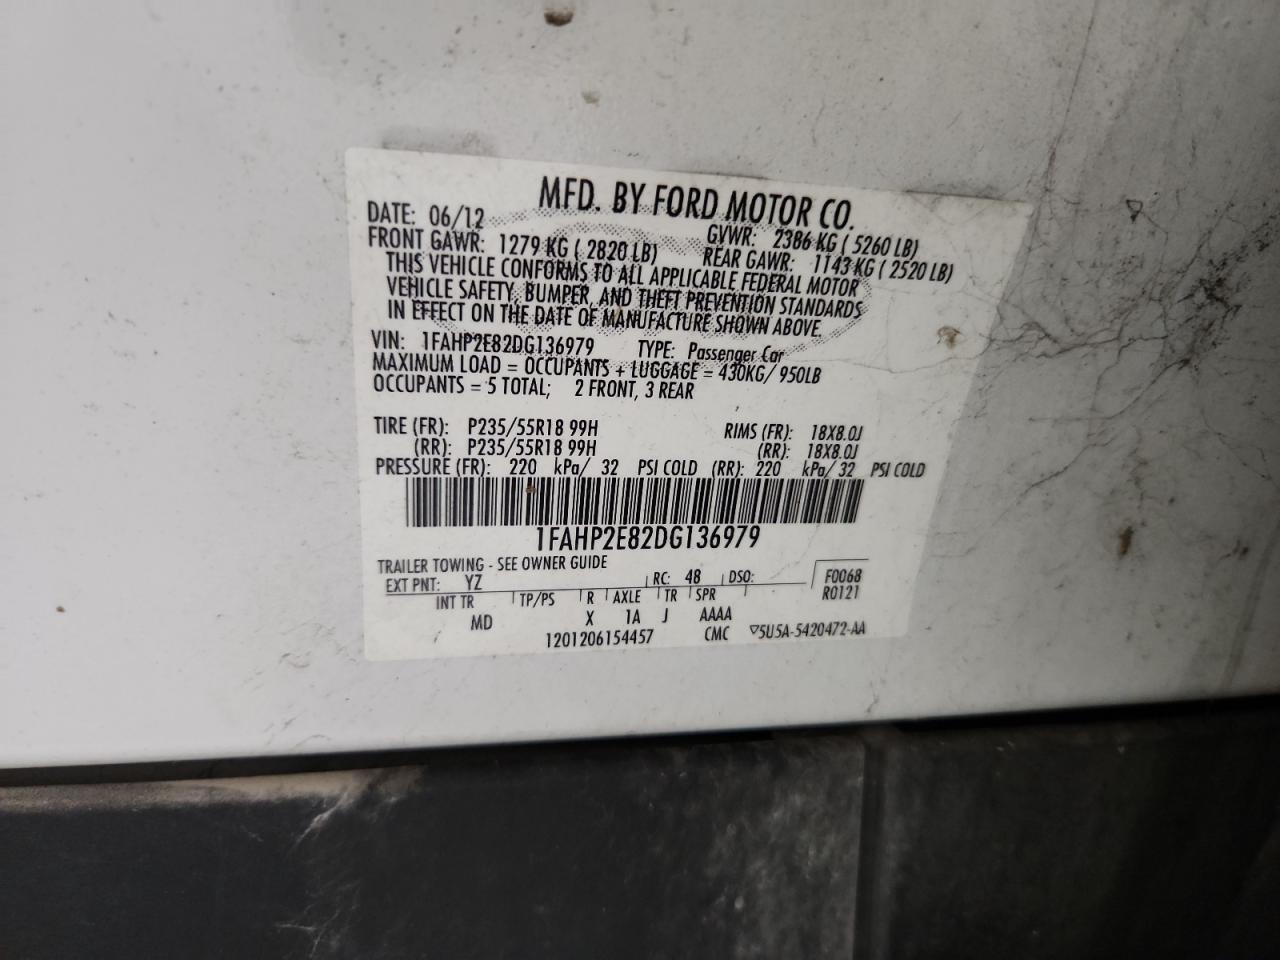 MFD. BY FORD MOTOR CO.
DATE: 06/12 GVWR: 2386 KG ( 5260 LB)
FRONT GAWR: 1279 KG ( 2820 LB) REAR GAWR: 1143 KG ( 2520 LB)
THIS VEHICLE CONFORMS TO ALL APPLICABLE FEDERAL MOTOR
VEHICLE SAFETY, BUMPER, AND THEFT PREVENTION STANDARDS
IN EFFECT ON THE DATE OF MANUFACTURE SHOWN ABOVE.
VIN: 1FAHP2E82DG136979 TYPE: Passenger Car
MAXIMUM LOAD = OCCUPANTS + LUGGAGE = 430KG/ 950LB
OCCUPANTS = 5 TOTAL; 2 FRONT, 3 REAR
TIRE (FR): P235/55R18 99H RIMS (FR): 18X8.0J
(RR): P235/55R18 99H (RR): 18X8.0J
PRESSURE (FR): 220 kPa/ 32 PSI COLD (RR): 220 kPa/ 32 PSI COLD
1FAHP2E82DG136979
TRAILER TOWING - SEE OWNER GUIDE
EXT PNT: YZ RC: 48 DSO: F0068
INT TR TP/PS R AXLE TR SPR R0121
MD X 1A J AAAA
1201206154457 CMC ▽5U5A-5420472-AA